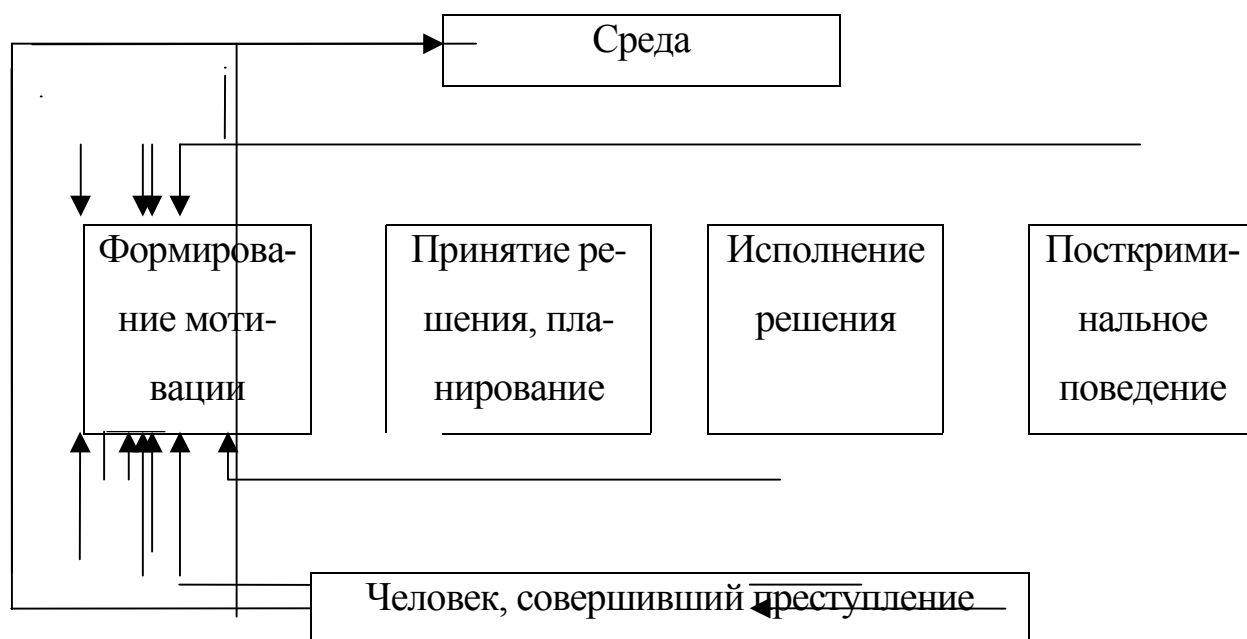 Среда
Формирова-
ние моти-
вации
Принятие ре-
шения, пла-
нирование
Исполнение
решения
Посткрими-
нальное
поведение
Человек, совершивший преступление